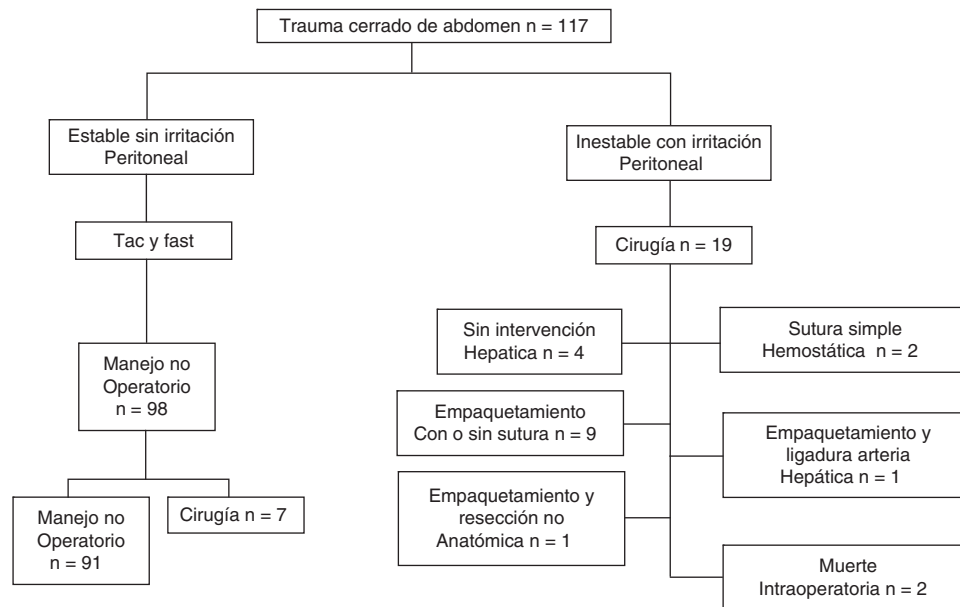 Trauma cerrado de abdomen n = 117
Estable sin irritación
Peritoneal
Inestable con irritación
Peritoneal
Tac y fast
Cirugía n = 19
Sin intervención
Hepatica n = 4
Sutura simple
Hemostática n = 2
Manejo no
Operatorio
n = 98
Empaquetamiento
Con o sin sutura n = 9
Empaquetamiento y
ligadura arteria
Hepática n = 1
Manejo no
Operatorio
n = 91
Cirugía n = 7
Empaquetamiento y
resección no
Anatómica n = 1
Muerte
Intraoperatoria n = 2